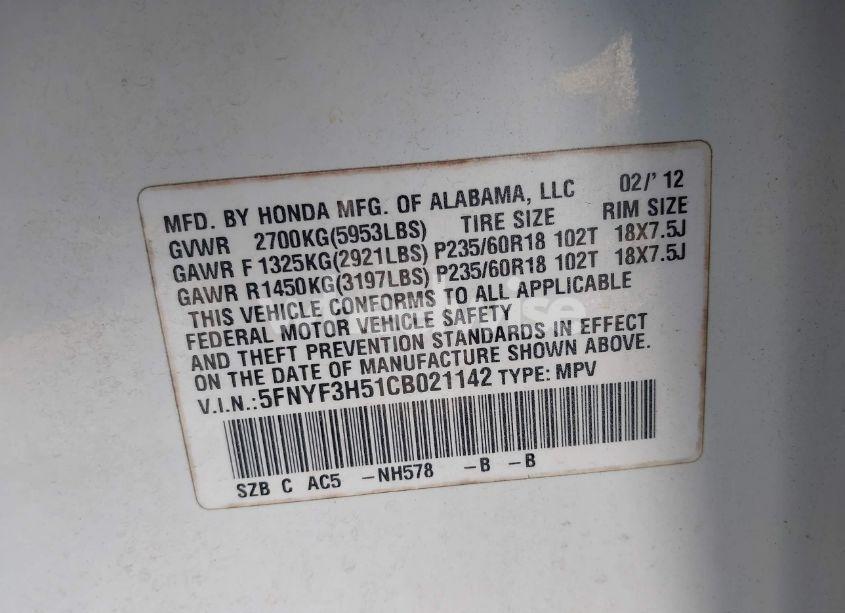 MFD. BY HONDA MFG. OF ALABAMA, LLC 02/' 12
GVWR 2700KG(5953LBS) TIRE SIZE RIM SIZE
GAWR F 1325KG(2921LBS) P235/60R18 102T 18X7.5J
GAWR R1450KG(3197LBS) P235/60R18 102T 18X7.5J
THIS VEHICLE CONFORMS TO ALL APPLICABLE
FEDERAL MOTOR VEHICLE SAFETY
AND THEFT PREVENTION STANDARDS IN EFFECT
ON THE DATE OF MANUFACTURE SHOWN ABOVE.
V.I.N.:5FNYF3H51CB021142 TYPE: MPV
SZB C AC5 -NH578 -B -B